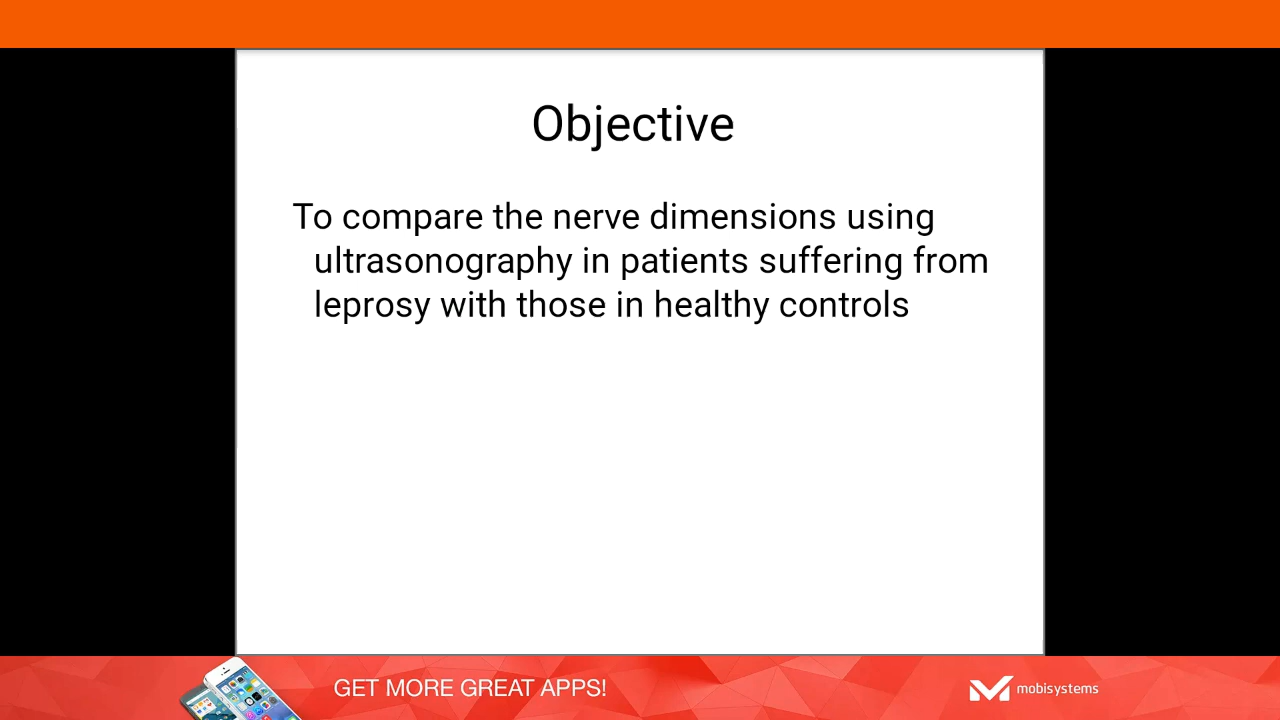 Objective
To compare the nerve dimensions using
ultrasonography in patients suffering from
leprosy with those in healthy controls
GET MORE GREAT APPS!
mobisystems